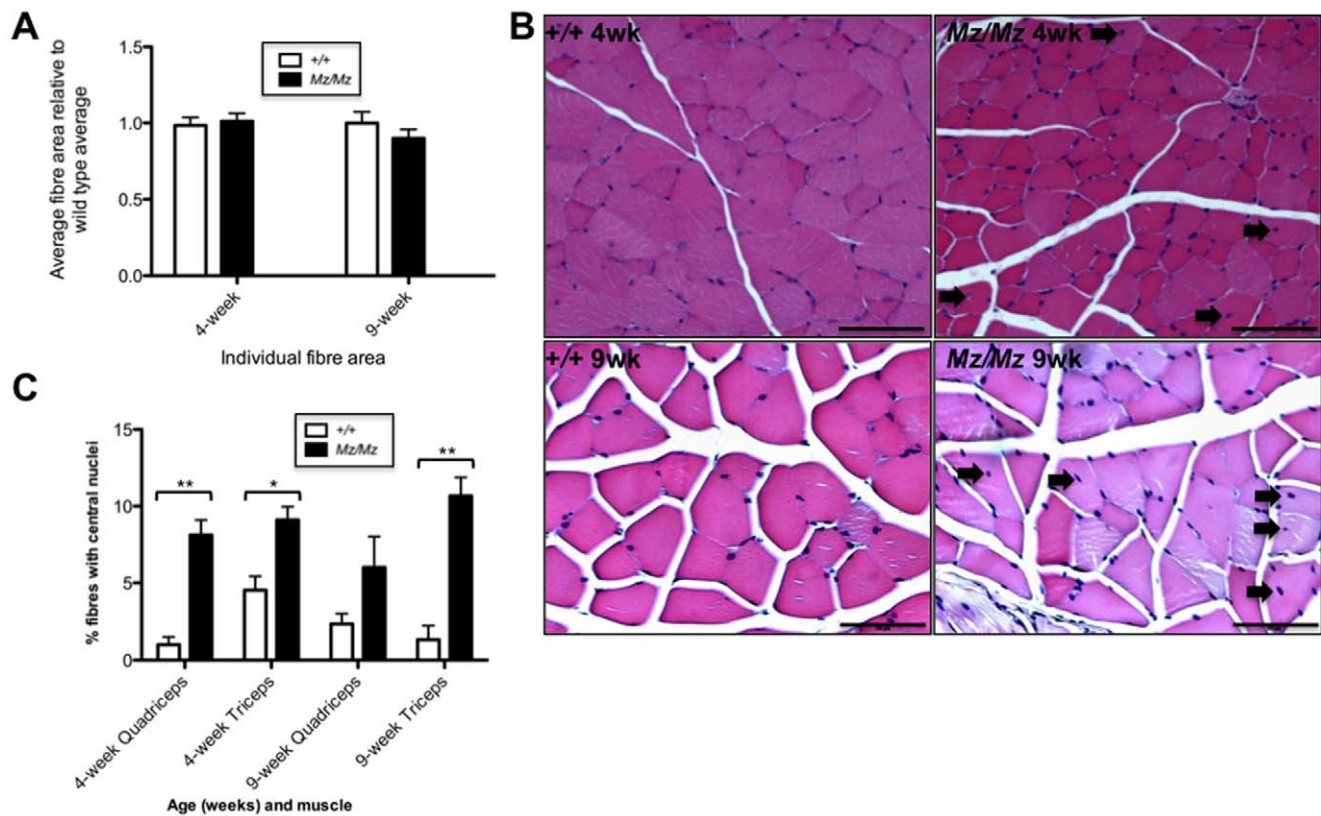 A
Average fibre area relative to
wild type average
1.5
1.0
0.5
0.0
+/+
Mz/Mz
4-week
9-week
Individual fibre area
B
+/+ 4wk
Mz/Mz 4wk
+/+ 9wk
Mz/Mz 9wk
C
% fibres with central nuclei
15
10
5
0
+/+
Mz/Mz
**
*
**
4-week Quadriceps
4-week Triceps
9-week Quadriceps
9-week Triceps
Age (weeks) and muscle